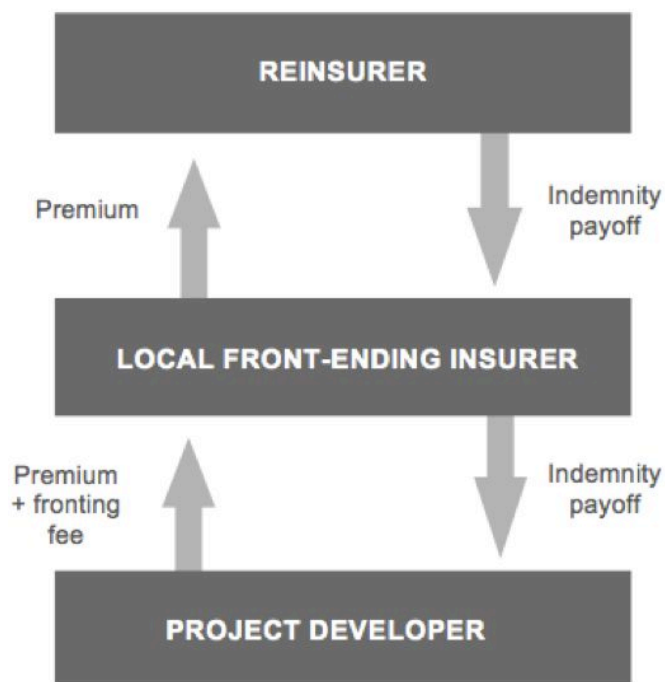 REINSURER
Premium
Indemnity
payoff
LOCAL FRONT-ENDING INSURER
Premium
+ fronting
fee
Indemnity
payoff
PROJECT DEVELOPER